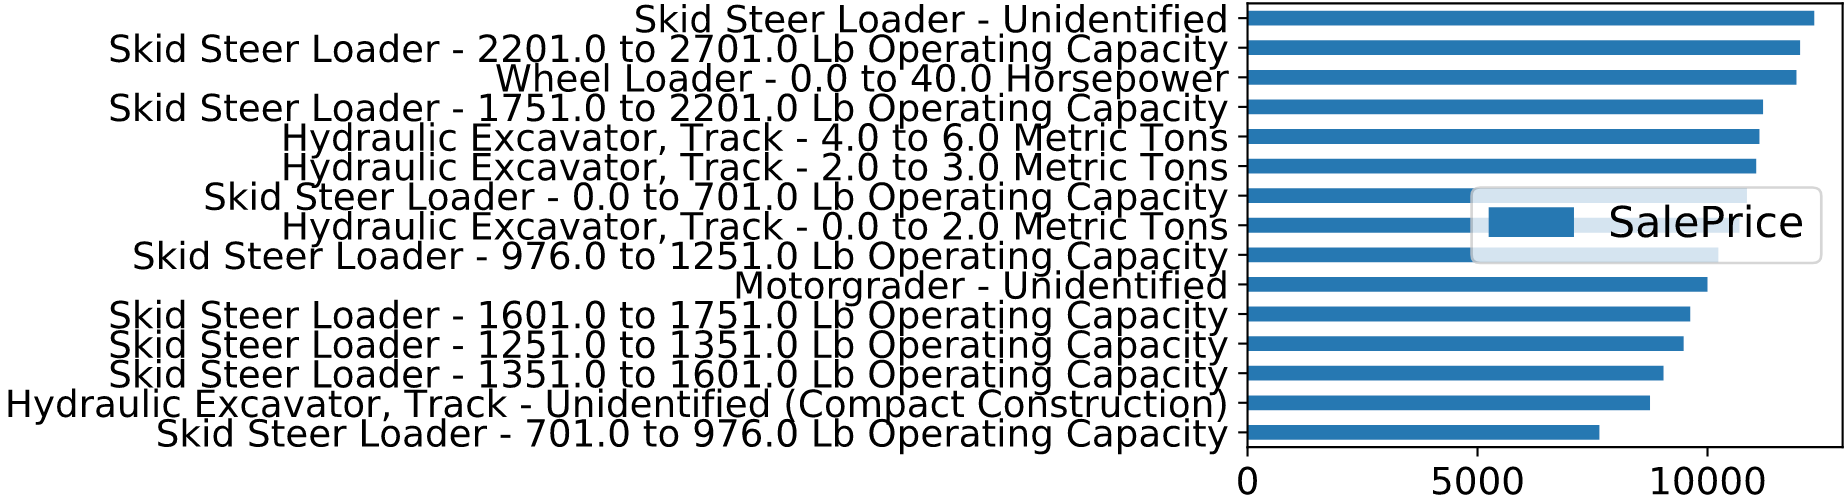 Skid Steer Loader - Unidentified
Skid Steer Loader - 2201.0 to 2701.0 Lb Operating Capacity
Wheel Loader - 0.0 to 40.0 Horsepower
Skid Steer Loader - 1751.0 to 2201.0 Lb Operating Capacity
Hydraulic Excavator, Track - 4.0 to 6.0 Metric Tons
Hydraulic Excavator, Track - 2.0 to 3.0 Metric Tons
Skid Steer Loader - 0.0 to 701.0 Lb Operating Capacity
Hydraulic Excavator, Track - 0.0 to 2.0 Metric Tons
Skid Steer Loader - 976.0 to 1251.0 Lb Operating Capacity
Motorgrader - Unidentified
Skid Steer Loader - 1601.0 to 1751.0 Lb Operating Capacity
Skid Steer Loader - 1251.0 to 1351.0 Lb Operating Capacity
Skid Steer Loader - 1351.0 to 1601.0 Lb Operating Capacity
Hydraulic Excavator, Track - Unidentified (Compact Construction)
Skid Steer Loader - 701.0 to 976.0 Lb Operating Capacity
SalePrice
0 5000 10000